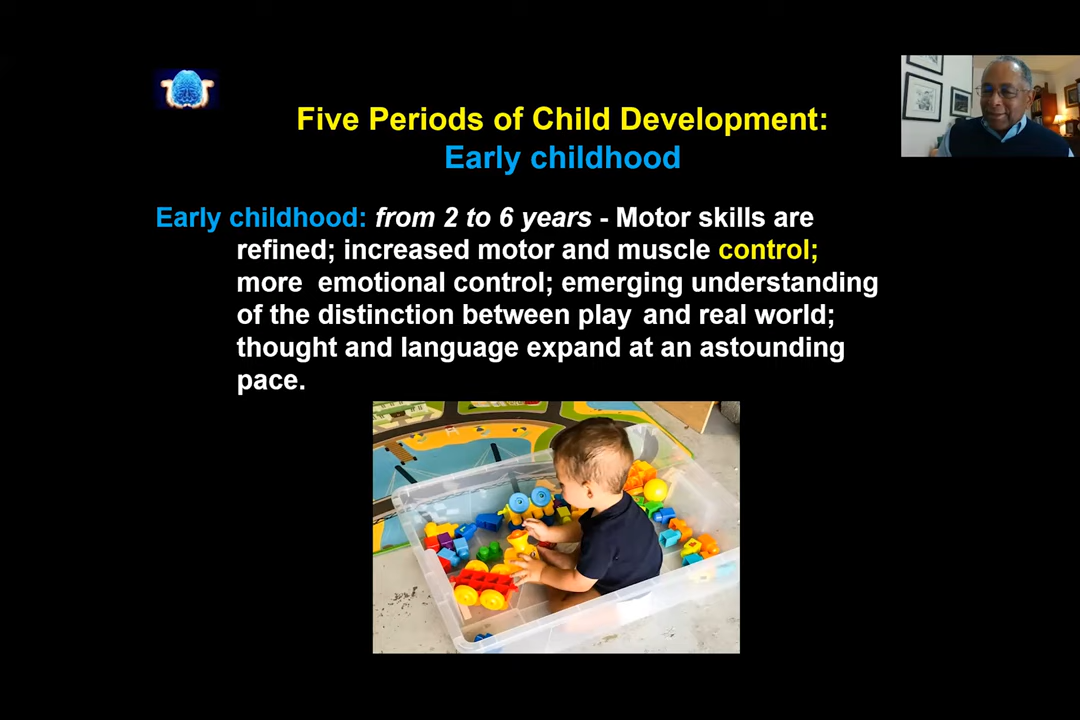 Five Periods of Child Development:
Early childhood
Early childhood: from 2 to 6 years - Motor skills are
refined; increased motor and muscle control;
more emotional control; emerging understanding
of the distinction between play and real world;
thought and language expand at an astounding
pace.